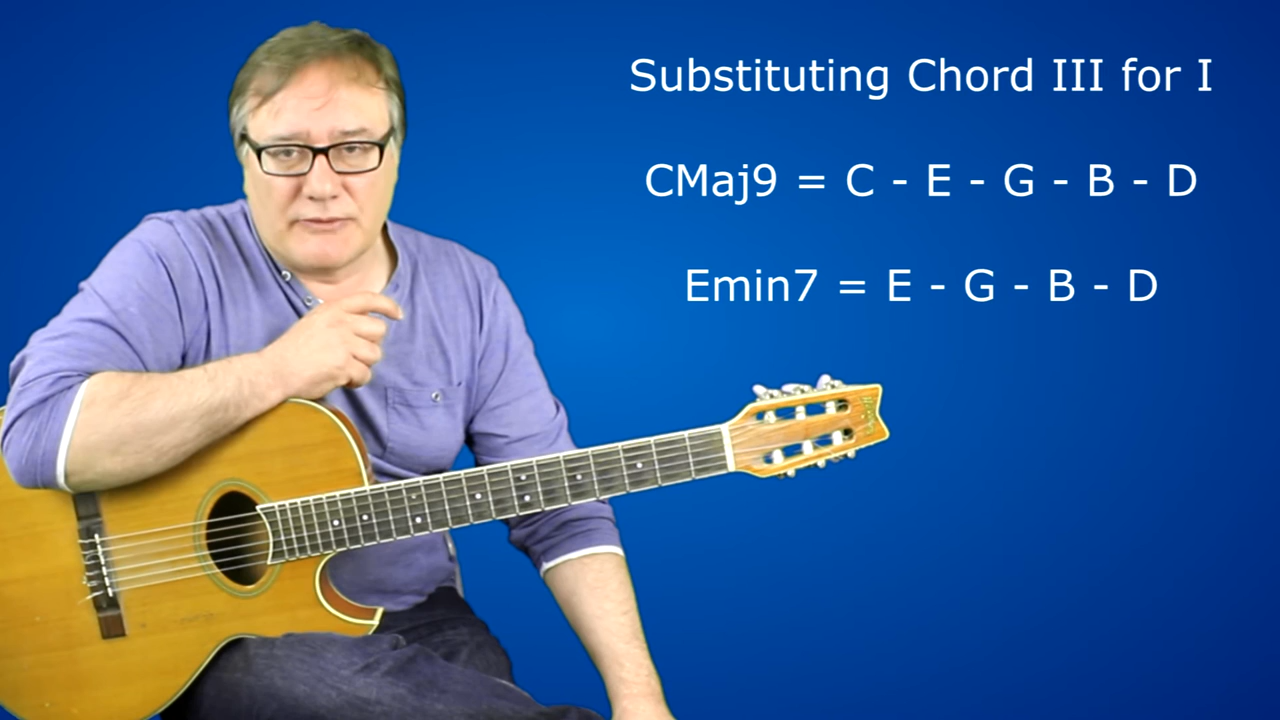 Substituting Chord III for I
CMaj9 = C - E - G - B - D
Emin7 = E - G - B - D